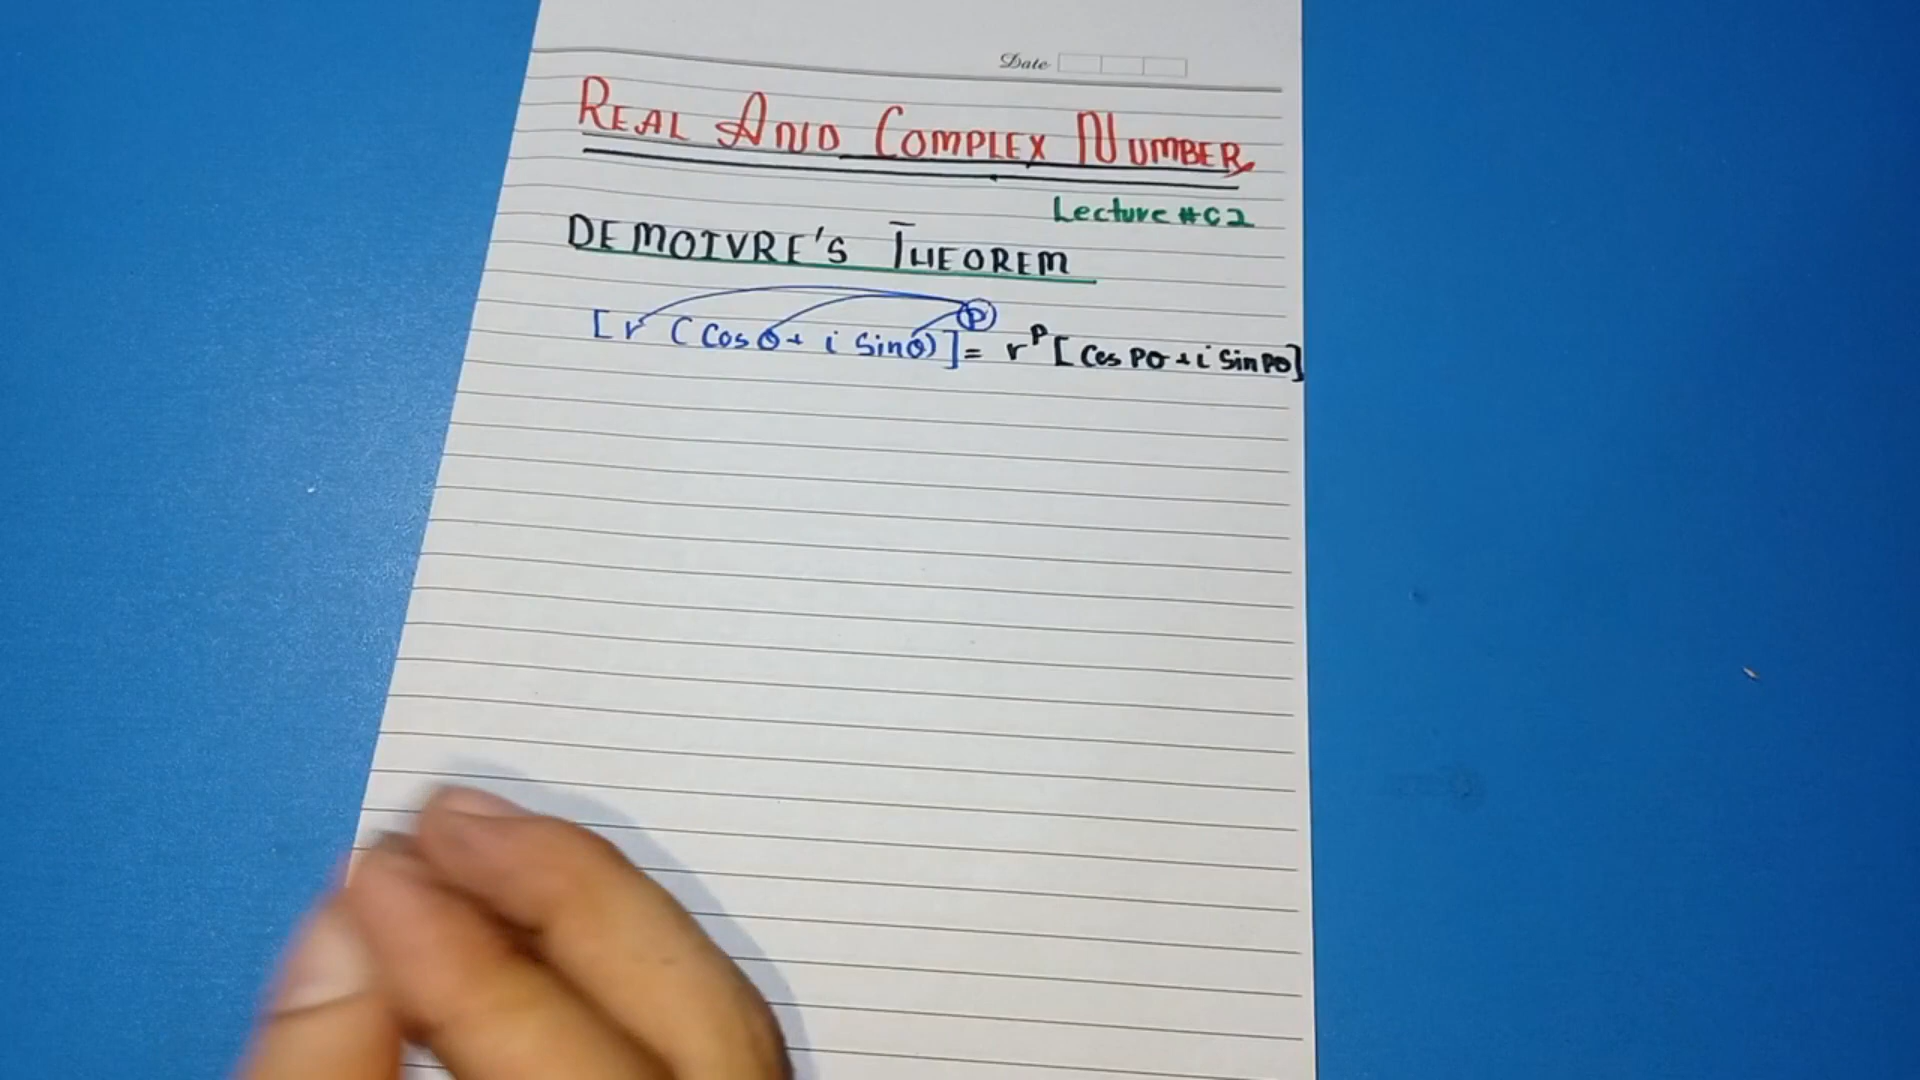 Date
REAL AND COMPLEX NUMBER
Lecture #02
DEMOIVRE'S THEOREM
[r (Cosθ + i Sinθ)]^P = r^P [Cos Pθ + i Sin Pθ]